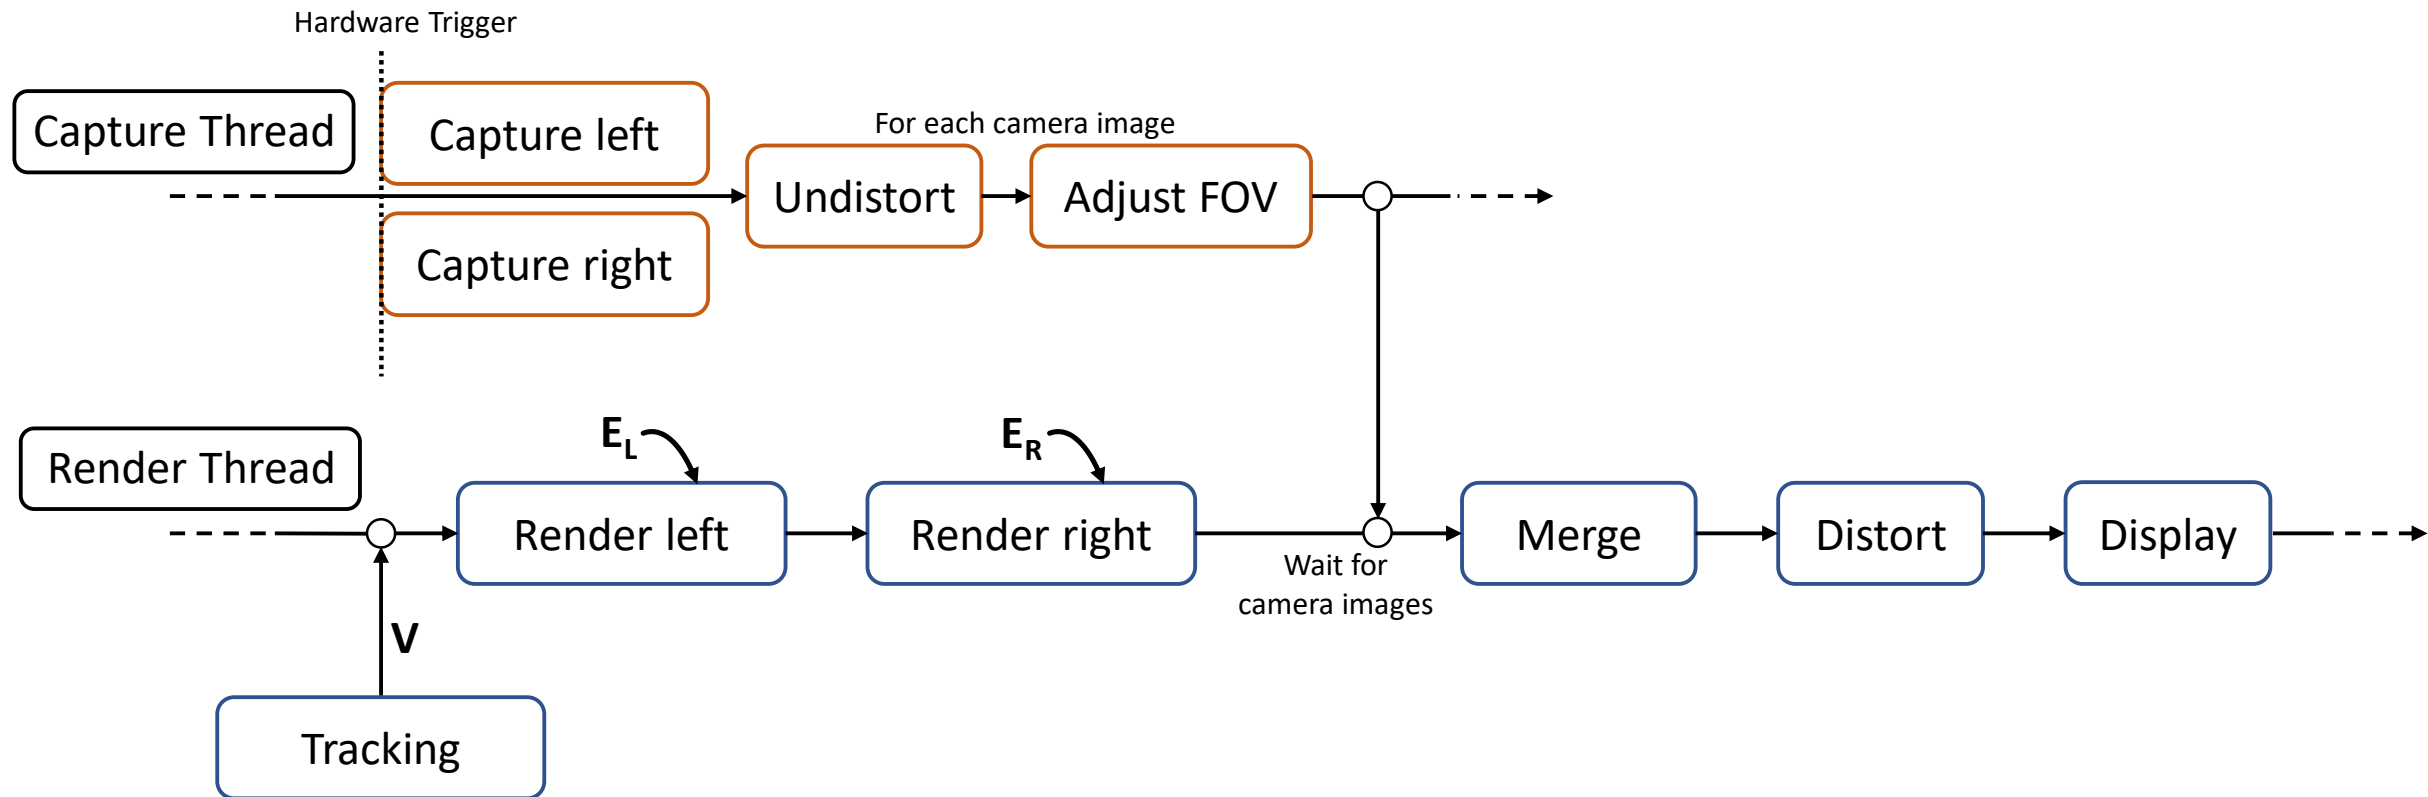 Hardware Trigger
Capture Thread
Capture left
For each camera image
Undistort
Adjust FOV
Capture right
Render Thread
E_L
E_R
Render left
Render right
Merge
Distort
Display
Wait for
camera images
V
Tracking